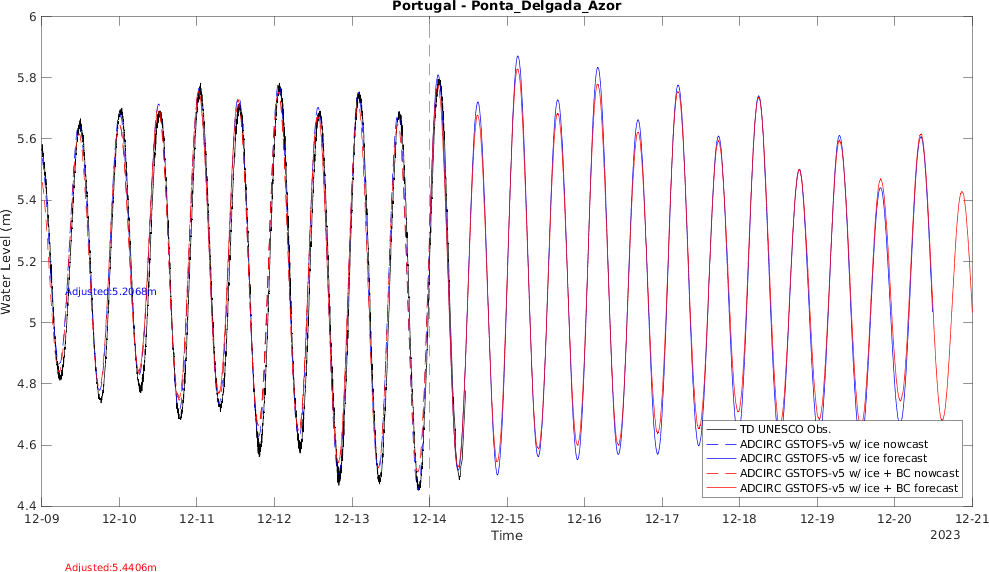 Portugal - Ponta_Delgada_Azor
6
5.8
5.6
5.4
5.2
5
4.8
4.6
4.4
Water Level (m)
Adjusted:5.2068m
TD UNESCO Obs.
ADCIRC GSTOFS-v5 w/ ice nowcast
ADCIRC GSTOFS-v5 w/ ice forecast
ADCIRC GSTOFS-v5 w/ ice + BC nowcast
ADCIRC GSTOFS-v5 w/ ice + BC forecast
12-09 12-10 12-11 12-12 12-13 12-14 12-15 12-16 12-17 12-18 12-19 12-20 12-21
Time
2023
Adjusted:5.4406m